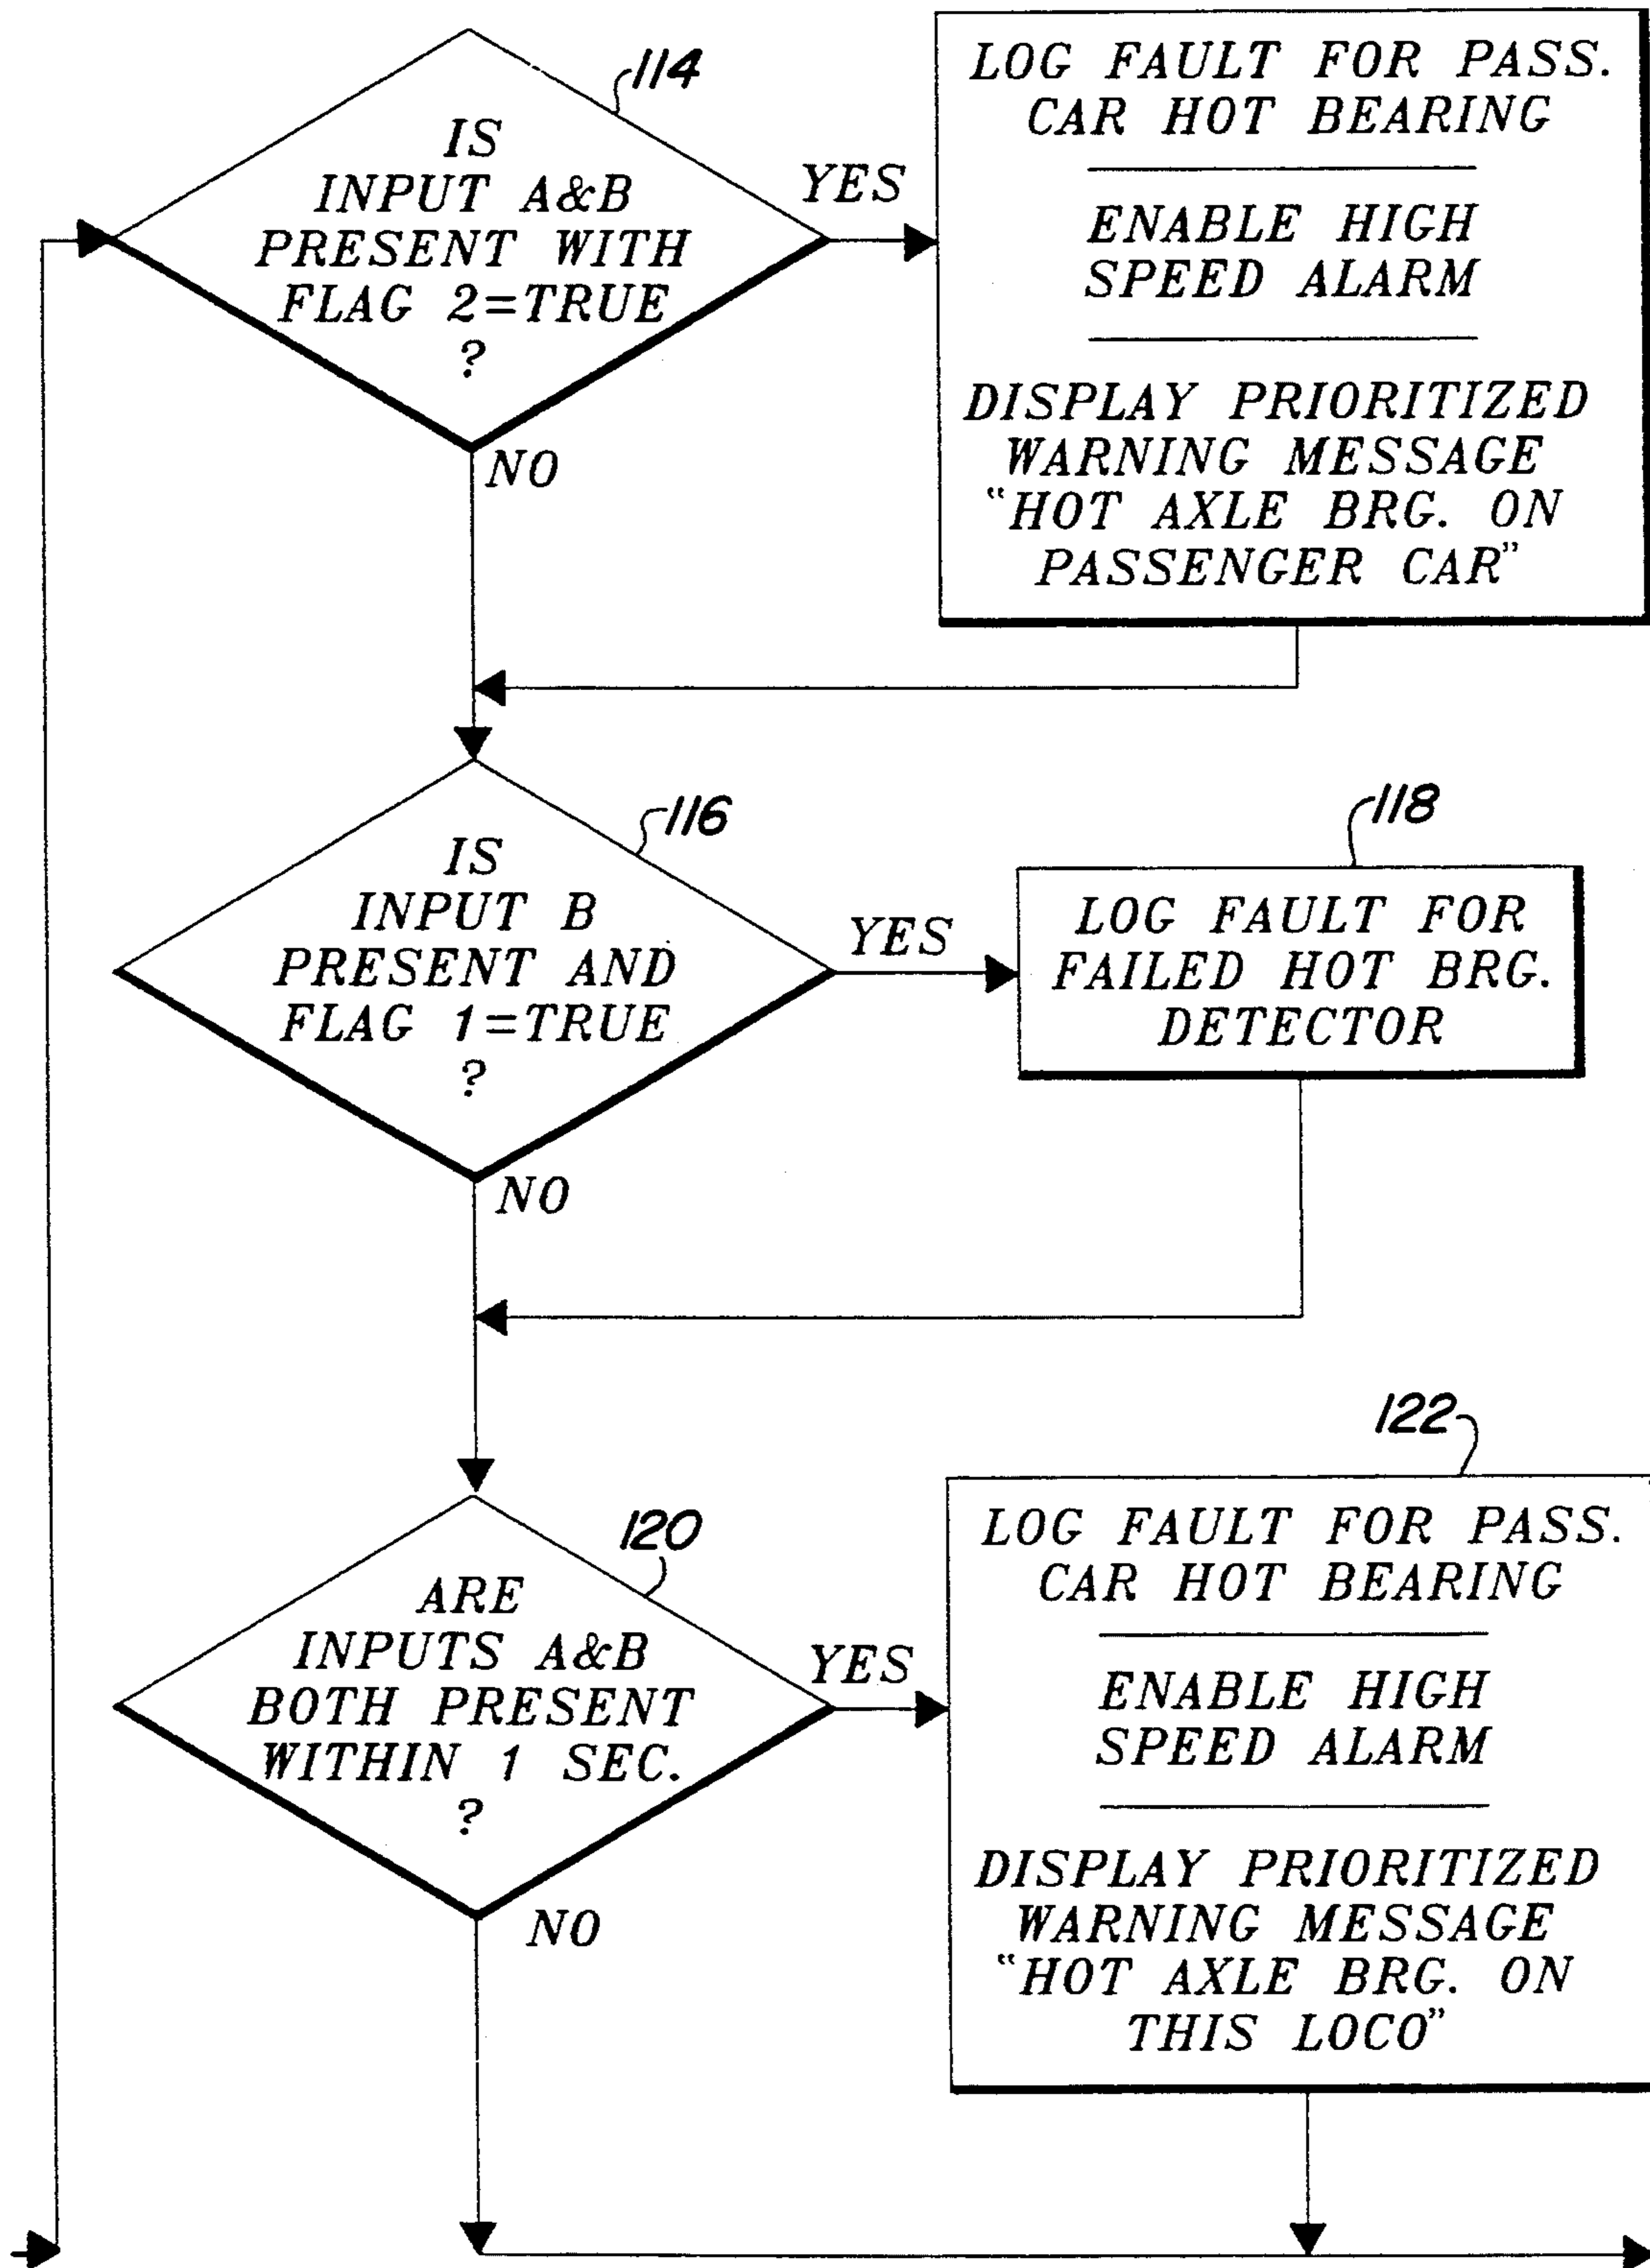 114
IS
INPUT A&B
PRESENT WITH
FLAG 2=TRUE
?
YES
NO
LOG FAULT FOR PASS.
CAR HOT BEARING
ENABLE HIGH
SPEED ALARM
DISPLAY PRIORITIZED
WARNING MESSAGE
"HOT AXLE BRG. ON
PASSENGER CAR"
116
IS
INPUT B
PRESENT AND
FLAG 1=TRUE
?
YES
NO
118
LOG FAULT FOR
FAILED HOT BRG.
DETECTOR
120
ARE
INPUTS A&B
BOTH PRESENT
WITHIN 1 SEC.
?
YES
NO
122
LOG FAULT FOR PASS.
CAR HOT BEARING
ENABLE HIGH
SPEED ALARM
DISPLAY PRIORITIZED
WARNING MESSAGE
"HOT AXLE BRG. ON
THIS LOCO"